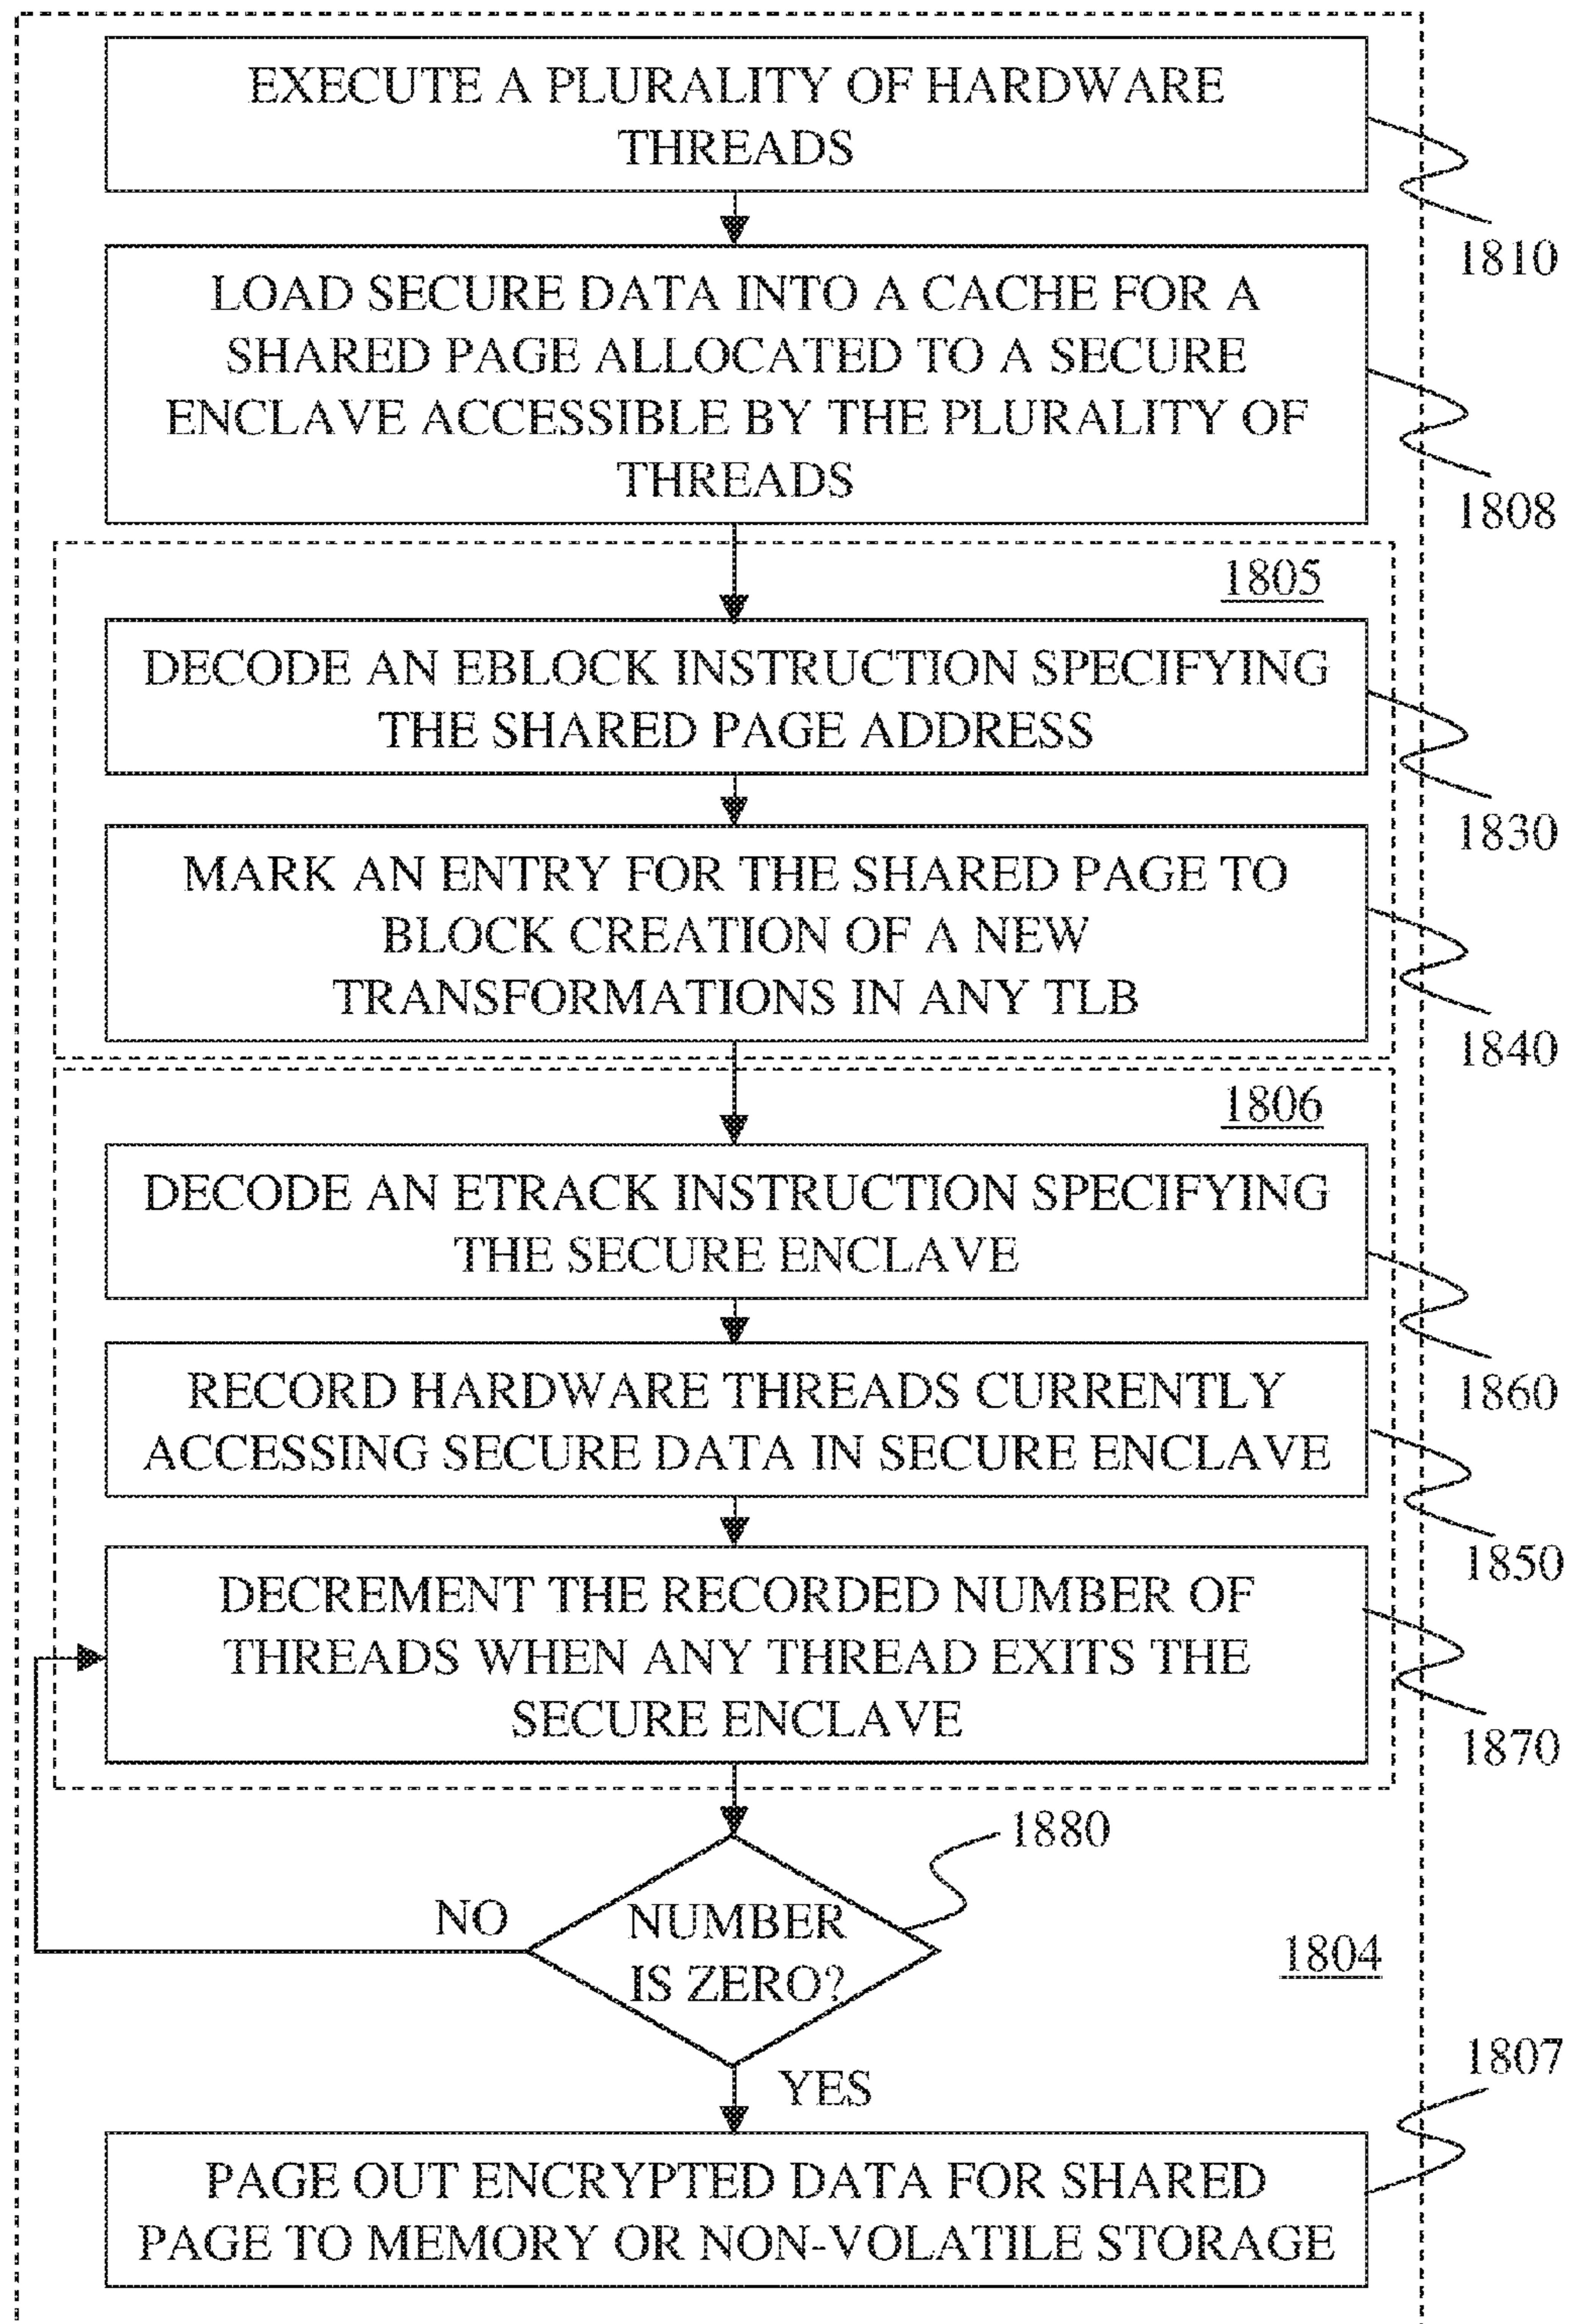 EXECUTE A PLURALITY OF HARDWARE
THREADS
1810
LOAD SECURE DATA INTO A CACHE FOR A
SHARED PAGE ALLOCATED TO A SECURE
ENCLAVE ACCESSIBLE BY THE PLURALITY OF
THREADS
1808
1805
DECODE AN EBLOCK INSTRUCTION SPECIFYING
THE SHARED PAGE ADDRESS
1830
MARK AN ENTRY FOR THE SHARED PAGE TO
BLOCK CREATION OF A NEW
TRANSFORMATIONS IN ANY TLB
1840
1806
DECODE AN ETRACK INSTRUCTION SPECIFYING
THE SECURE ENCLAVE
1860
RECORD HARDWARE THREADS CURRENTLY
ACCESSING SECURE DATA IN SECURE ENCLAVE
1850
DECREMENT THE RECORDED NUMBER OF
THREADS WHEN ANY THREAD EXITS THE
SECURE ENCLAVE
1870
1880
NO
NUMBER
IS ZERO?
1804
1807
YES
PAGE OUT ENCRYPTED DATA FOR SHARED
PAGE TO MEMORY OR NON-VOLATILE STORAGE